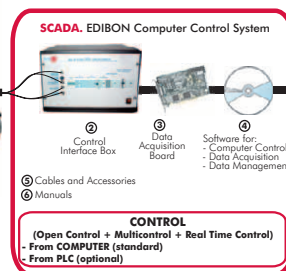 SCADA. EDIBON Computer Control System
② Control Interface Box
③ Data Acquisition Board
④ Software for:
- Computer Control
- Data Acquisition
- Data Management
⑤ Cables and Accessories
⑥ Manuals
CONTROL
(Open Control + Multicontrol + Real Time Control)
- From COMPUTER (standard)
- From PLC (optional)